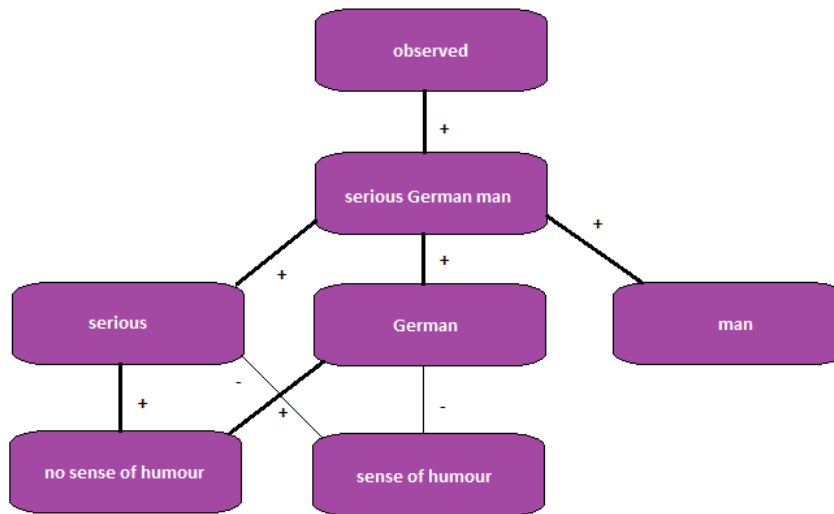 observed
+
serious German man
+
+
+
serious
German
man
-
+
+
-
no sense of humour
sense of humour